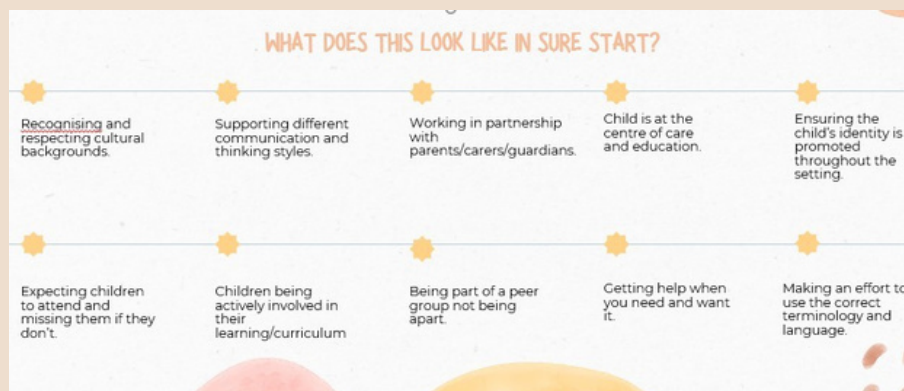 WHAT DOES THIS LOOK LIKE IN SURE START?
Recognising and
respecting cultural
backgrounds.
Supporting different
communication and
thinking styles.
Working in partnership
with
parents/carers/guardians.
Child is at the
centre of care
and education.
Ensuring the
child's identity is
promoted
throughout the
setting.
Expecting children
to attend and
missing them if they
don't.
Children being
actively involved in
their
learning/curriculum
Being part of a peer
group not being
apart.
Getting help when
you need and want
it.
Making an effort to
use the correct
terminology and
language.